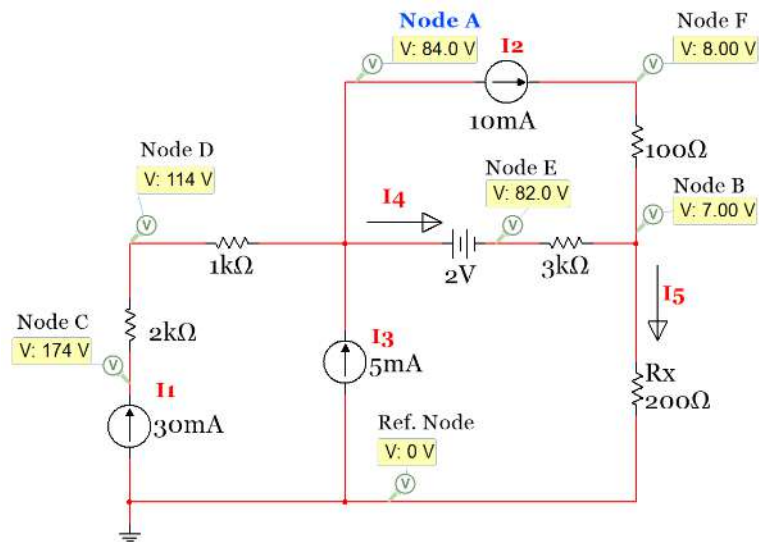 Node A
V: 84.0 V
I2
10mA
Node F
V: 8.00 V
100Ω
Node D
V: 114 V
1kΩ
I4
2V
Node E
V: 82.0 V
3kΩ
Node B
V: 7.00 V
I5
Node C
V: 174 V
2kΩ
I1
30mA
I3
5mA
Rx
200Ω
Ref. Node
V: 0 V
V
V
V
V
V
V
V